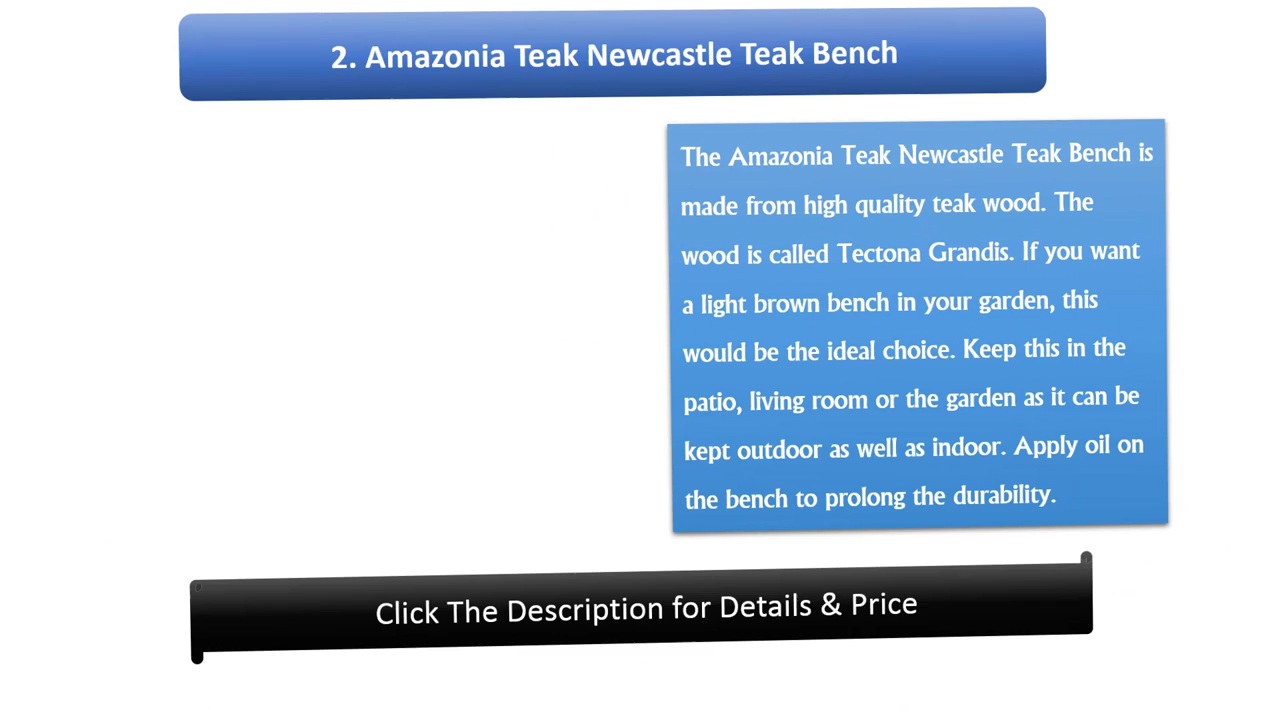 2. Amazonia Teak Newcastle Teak Bench
The Amazonia Teak Newcastle Teak Bench is
made from high quality teak wood. The
wood is called Tectona Grandis. If you want
a light brown bench in your garden, this
would be the ideal choice. Keep this in the
patio, living room or the garden as it can be
kept outdoor as well as indoor. Apply oil on
the bench to prolong the durability.
Click The Description for Details & Price